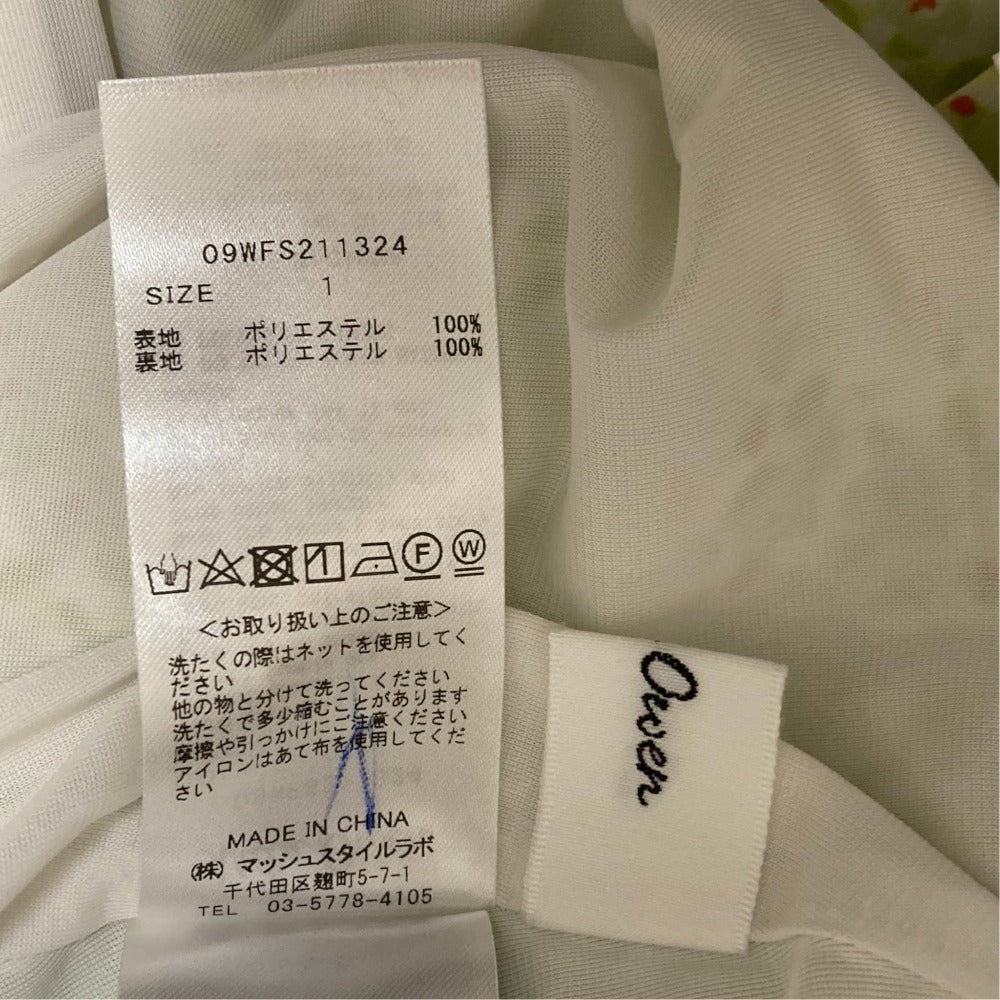 09WFS211324
SIZE 1
表地 ポリエステル 100%
裏地 ポリエステル 100%
F W
<お取り扱い上のご注意>
洗たくの際はネットを使用してく
ださい
他の物と分けて洗ってください
洗たくで多少縮むことがあります
摩擦や引っかけにご注意ください
アイロンはあて布を使用してくだ
さい
MADE IN CHINA
(株) マッシュスタイルラボ
千代田区麹町5-7-1
TEL 03-5778-4105
Owen